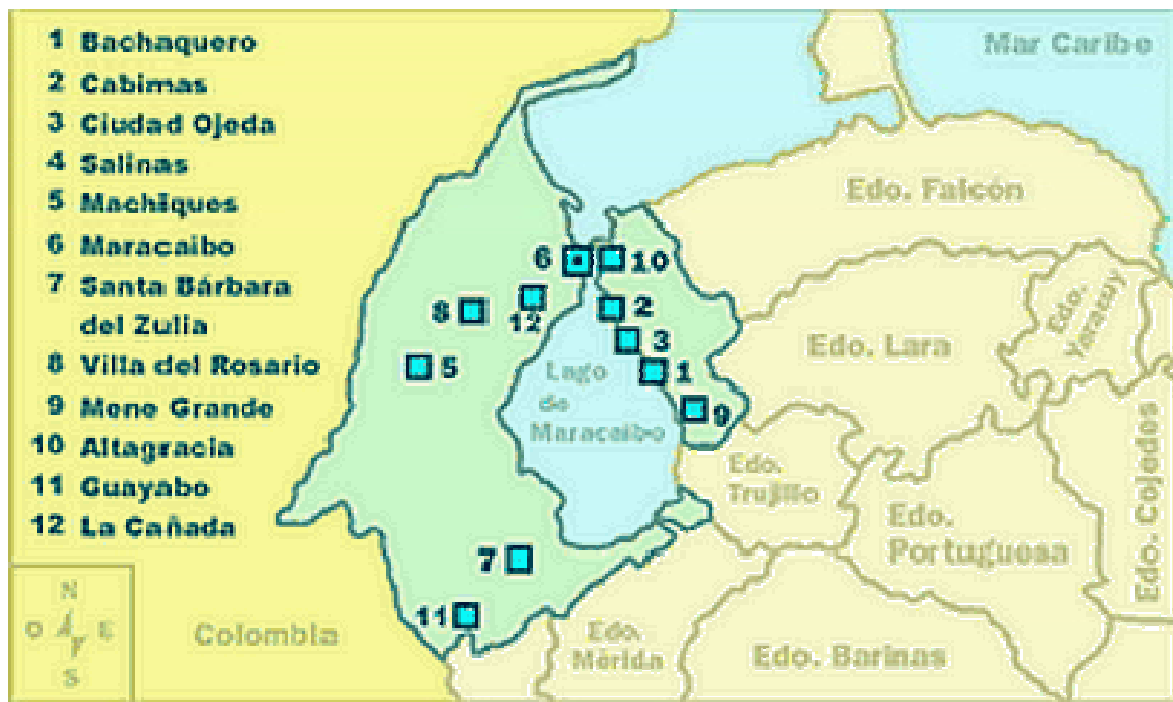 1 Bachaquero
2 Cabimas
3 Ciudad Ojeda
4 Salinas
5 Machiques
6 Maracaibo
7 Santa Bárbara
del Zulia
8 Villa del Rosario
9 Mene Grande
10 Altagracia
11 Guayabo
12 La Cañada
Mar Caribe
Edo. Falcón
6
10
8
12
2
3
Edo. Lara
Edo.
Yaracuy
5
1
Lago
de
Maracaibo
9
Edo.
Trujillo
Edo.
Portuguesa
Edo. Cojedes
7
11
N
O E
S
Colombia
Edo.
Mérida
Edo. Barinas